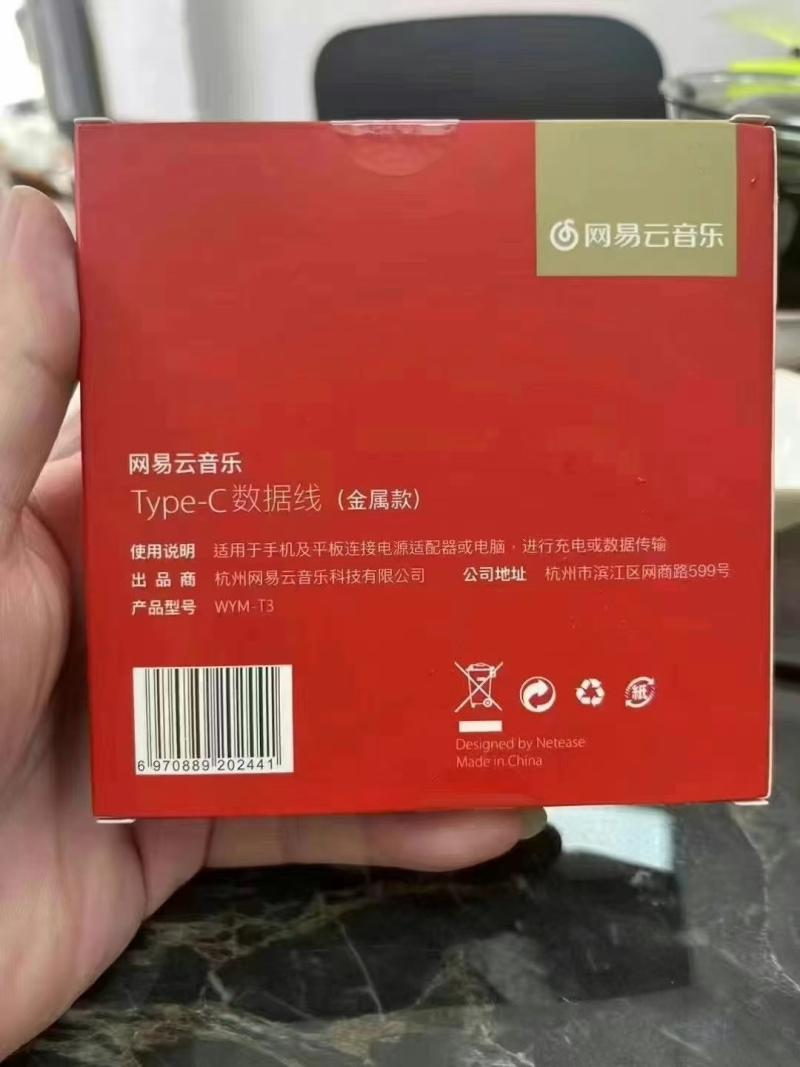 网易云音乐
网易云音乐
Type-C数据线（金属款）
使用说明 适用于手机及平板连接电源适配器或电脑，进行充电或数据传输
出品商 杭州网易云音乐科技有限公司 公司地址 杭州市滨江区网商路599号
产品型号 WYM-T3
紙
6 970889 202441
Designed by Netease
Made in China